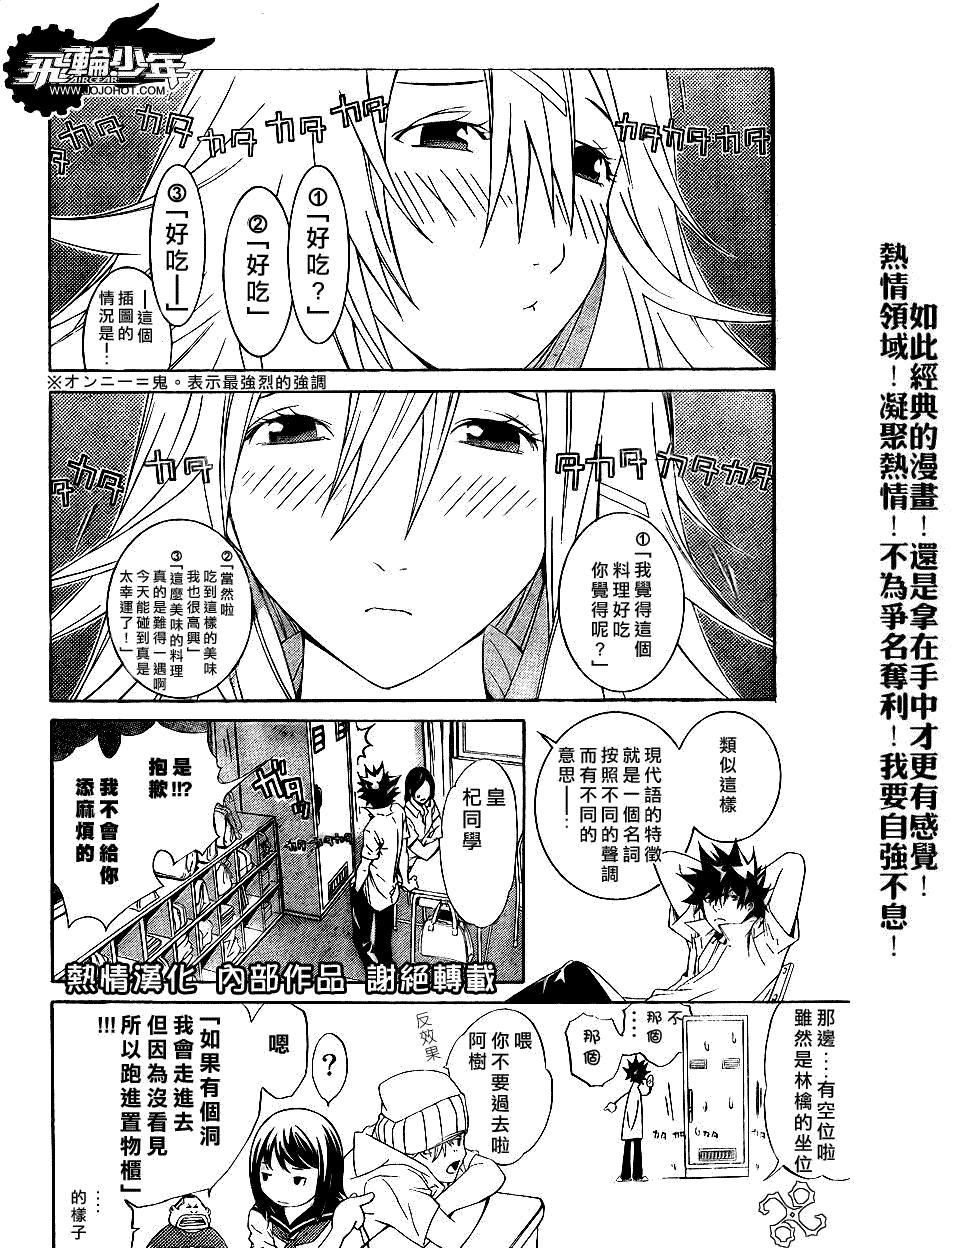 飛輪少年
AIRGEAR
WWW.JOJOHOT.COM
カタ
カタ
カタ
カタ
カタ
カタカタカタ
①「好吃？
」
②「好吃
」
③「好吃——
」
——這個
插圖的
情況是！…
※オンニー＝鬼。表示最強烈的強調
カタ
カタ
タカタ
タカタカタ
①「我覺得這個
料理好吃
你覺得呢？」
②「當然啦
吃到這樣的美味
我也很高興」
③「這麼美味的料理
真的是難得一遇啊
今天能碰到真是
太幸運了！」
類似這樣
現代語的特徵
就是一個名詞
按照不同的聲調
而有不同的
意思——…
皇
杞同學
ガタ
カタ
カタ
是!!?
抱歉
我不會給你
添麻煩的
熱情漢化 內部作品 謝絕轉載
那邊……有空位啦
雖然是林檎的坐位
不
那個
……
那個
カタ
カタ
喂
你不要過去啦
阿樹
反效果
？
嗯
「如果有個洞
我會走進去
但因為沒看見
所以跑進置物櫃」
!!!
……
的樣子
如此經典的漫畫！還是拿在手中才更有感覺！
熱情領域！凝聚熱情！不為爭名奪利！我要自強不息！